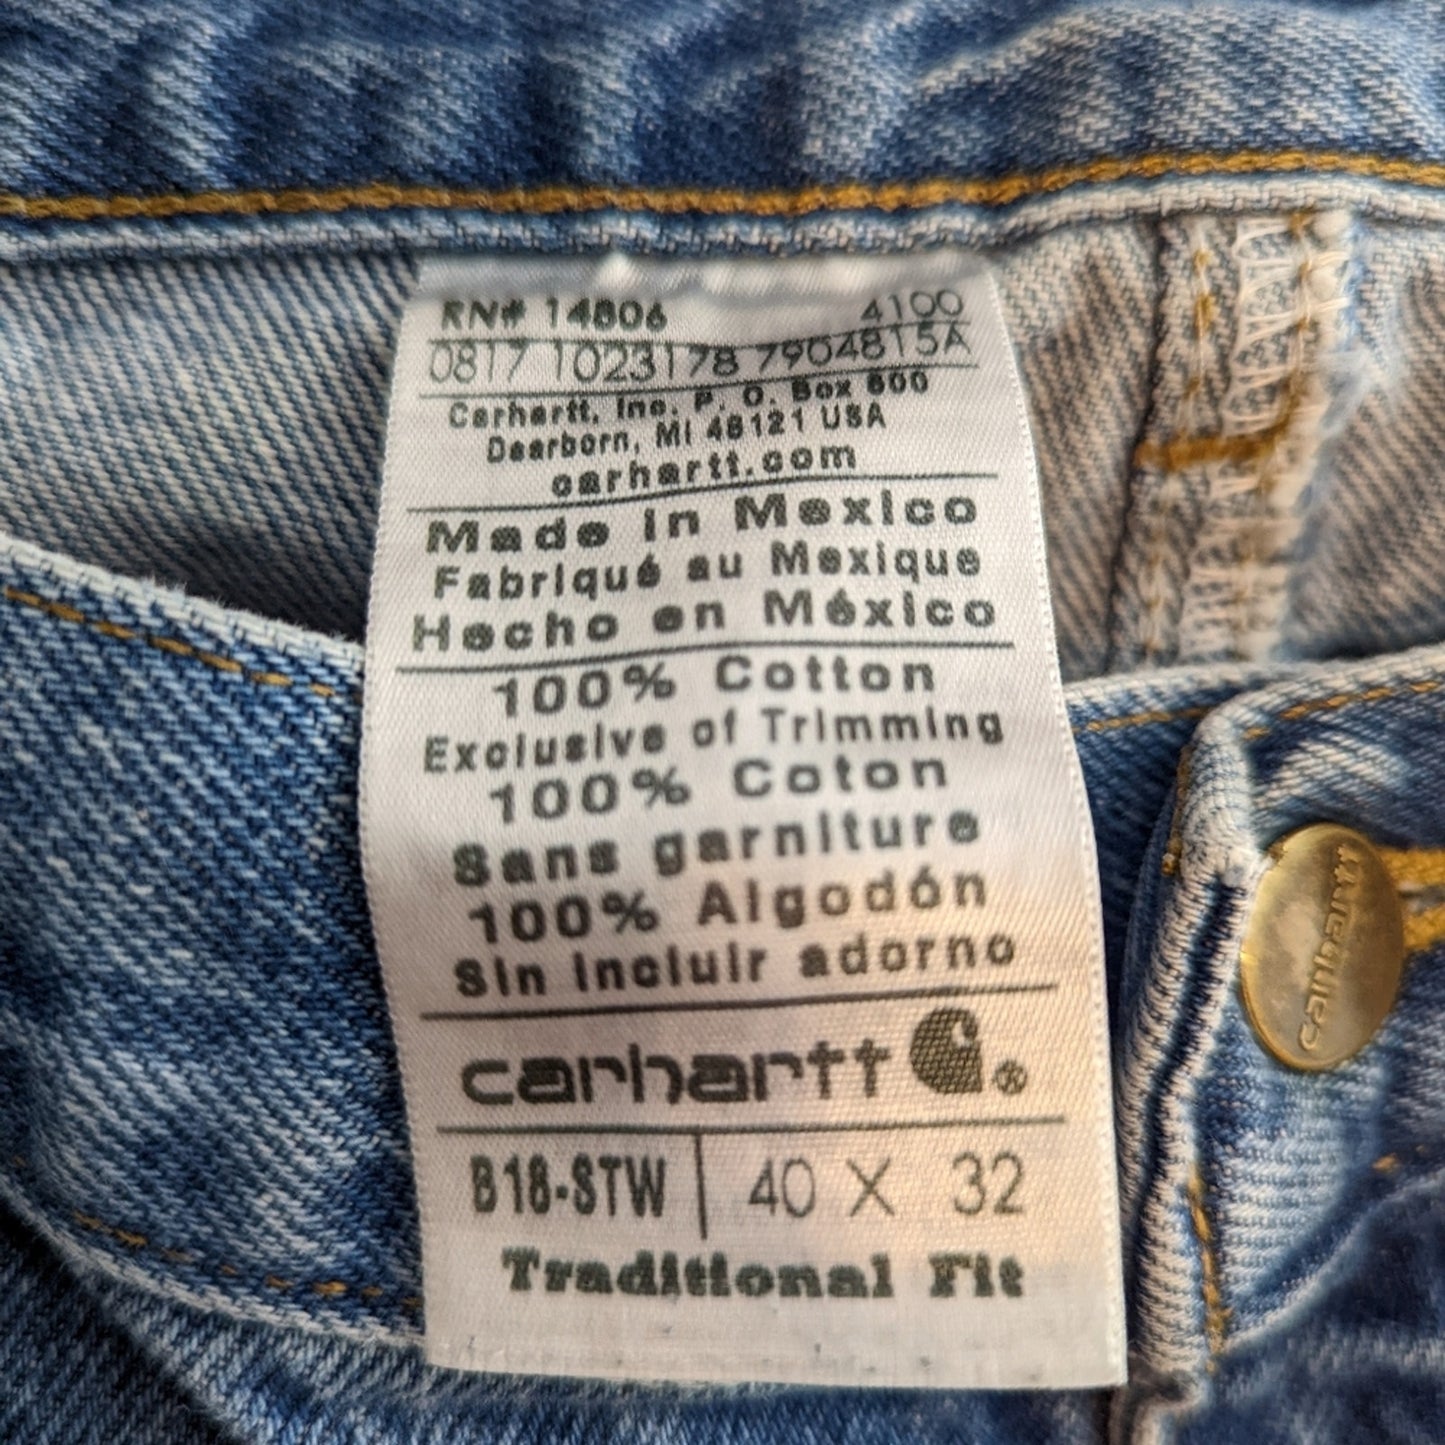 RN# 14806 4100
0817 1023178 7904815A
Carhartt, Inc. P. O. Box 600
Dearborn, MI 48121 USA
carhartt.com
Made in Mexico
Fabriqué au Mexique
Hecho en México
100% Cotton
Exclusive of Trimming
100% Coton
Sans garniture
100% Algodón
Sin incluir adorno
carhartt ®
B18-STW 40 X 32
Traditional Fit
carhartt